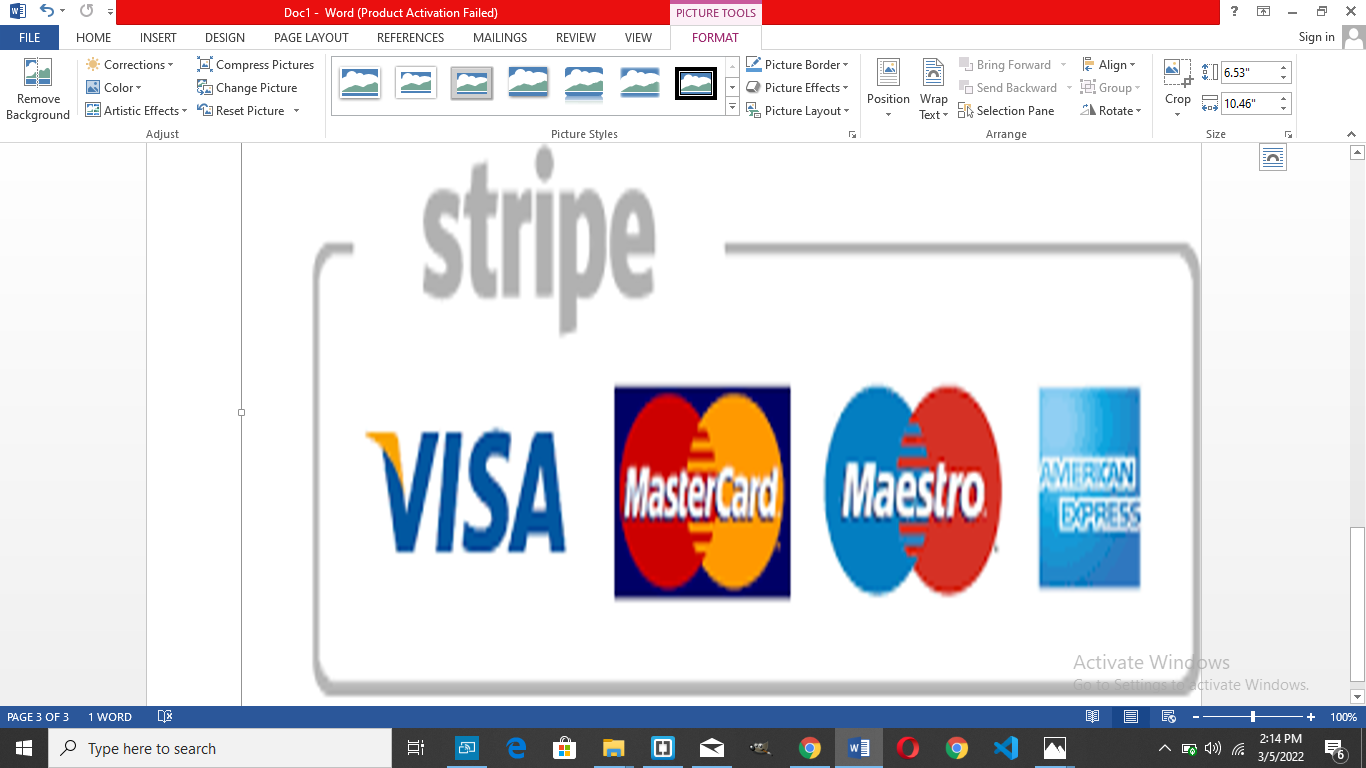 Doc1 - Word (Product Activation Failed)
PICTURE TOOLS
FILE HOME INSERT DESIGN PAGE LAYOUT REFERENCES MAILINGS REVIEW VIEW FORMAT Sign in
Remove Background
Corrections
Color
Artistic Effects
Compress Pictures
Change Picture
Reset Picture
Adjust
Picture Styles
Picture Border
Picture Effects
Picture Layout
Position
Wrap Text
Bring Forward
Send Backward
Selection Pane
Align
Group
Rotate
Arrange
Crop
6.53"
10.46"
Size
stripe
VISA
MasterCard
Maestro
AMERICAN
EXPRESS
Activate Windows
Go to Settings to activate Windows.
PAGE 3 OF 3 1 WORD 100%
Type here to search
2:14 PM
3/5/2022
6